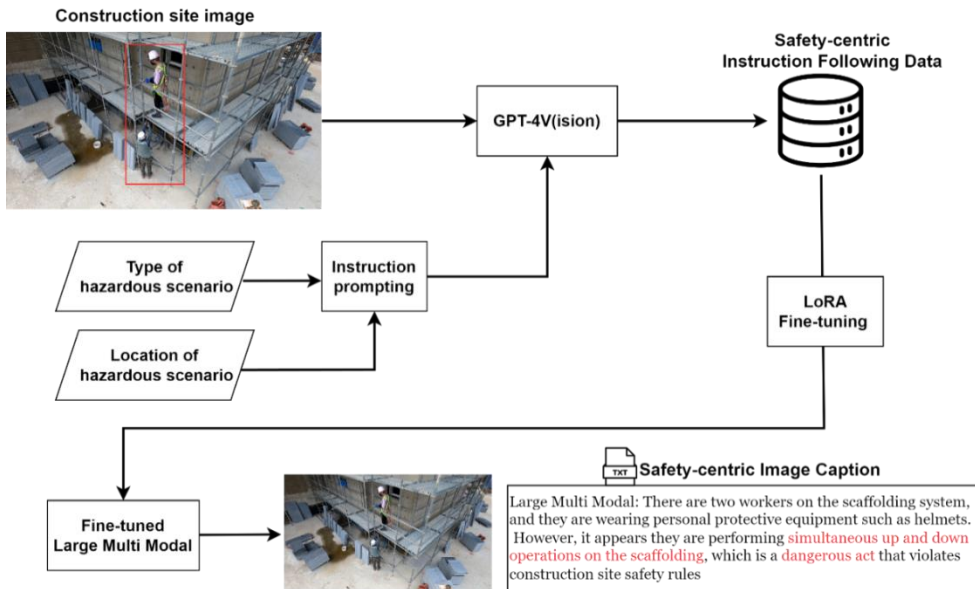 Construction site image
Safety-centric
Instruction Following Data
GPT-4V(ision)
Type of
hazardous scenario
Instruction
prompting
Location of
hazardous scenario
LoRA
Fine-tuning
Fine-tuned
Large Multi Modal
TXT
Safety-centric Image Caption
Large Multi Modal: There are two workers on the scaffolding system,
and they are wearing personal protective equipment such as helmets.
However, it appears they are performing simultaneous up and down
operations on the scaffolding, which is a dangerous act that violates
construction site safety rules